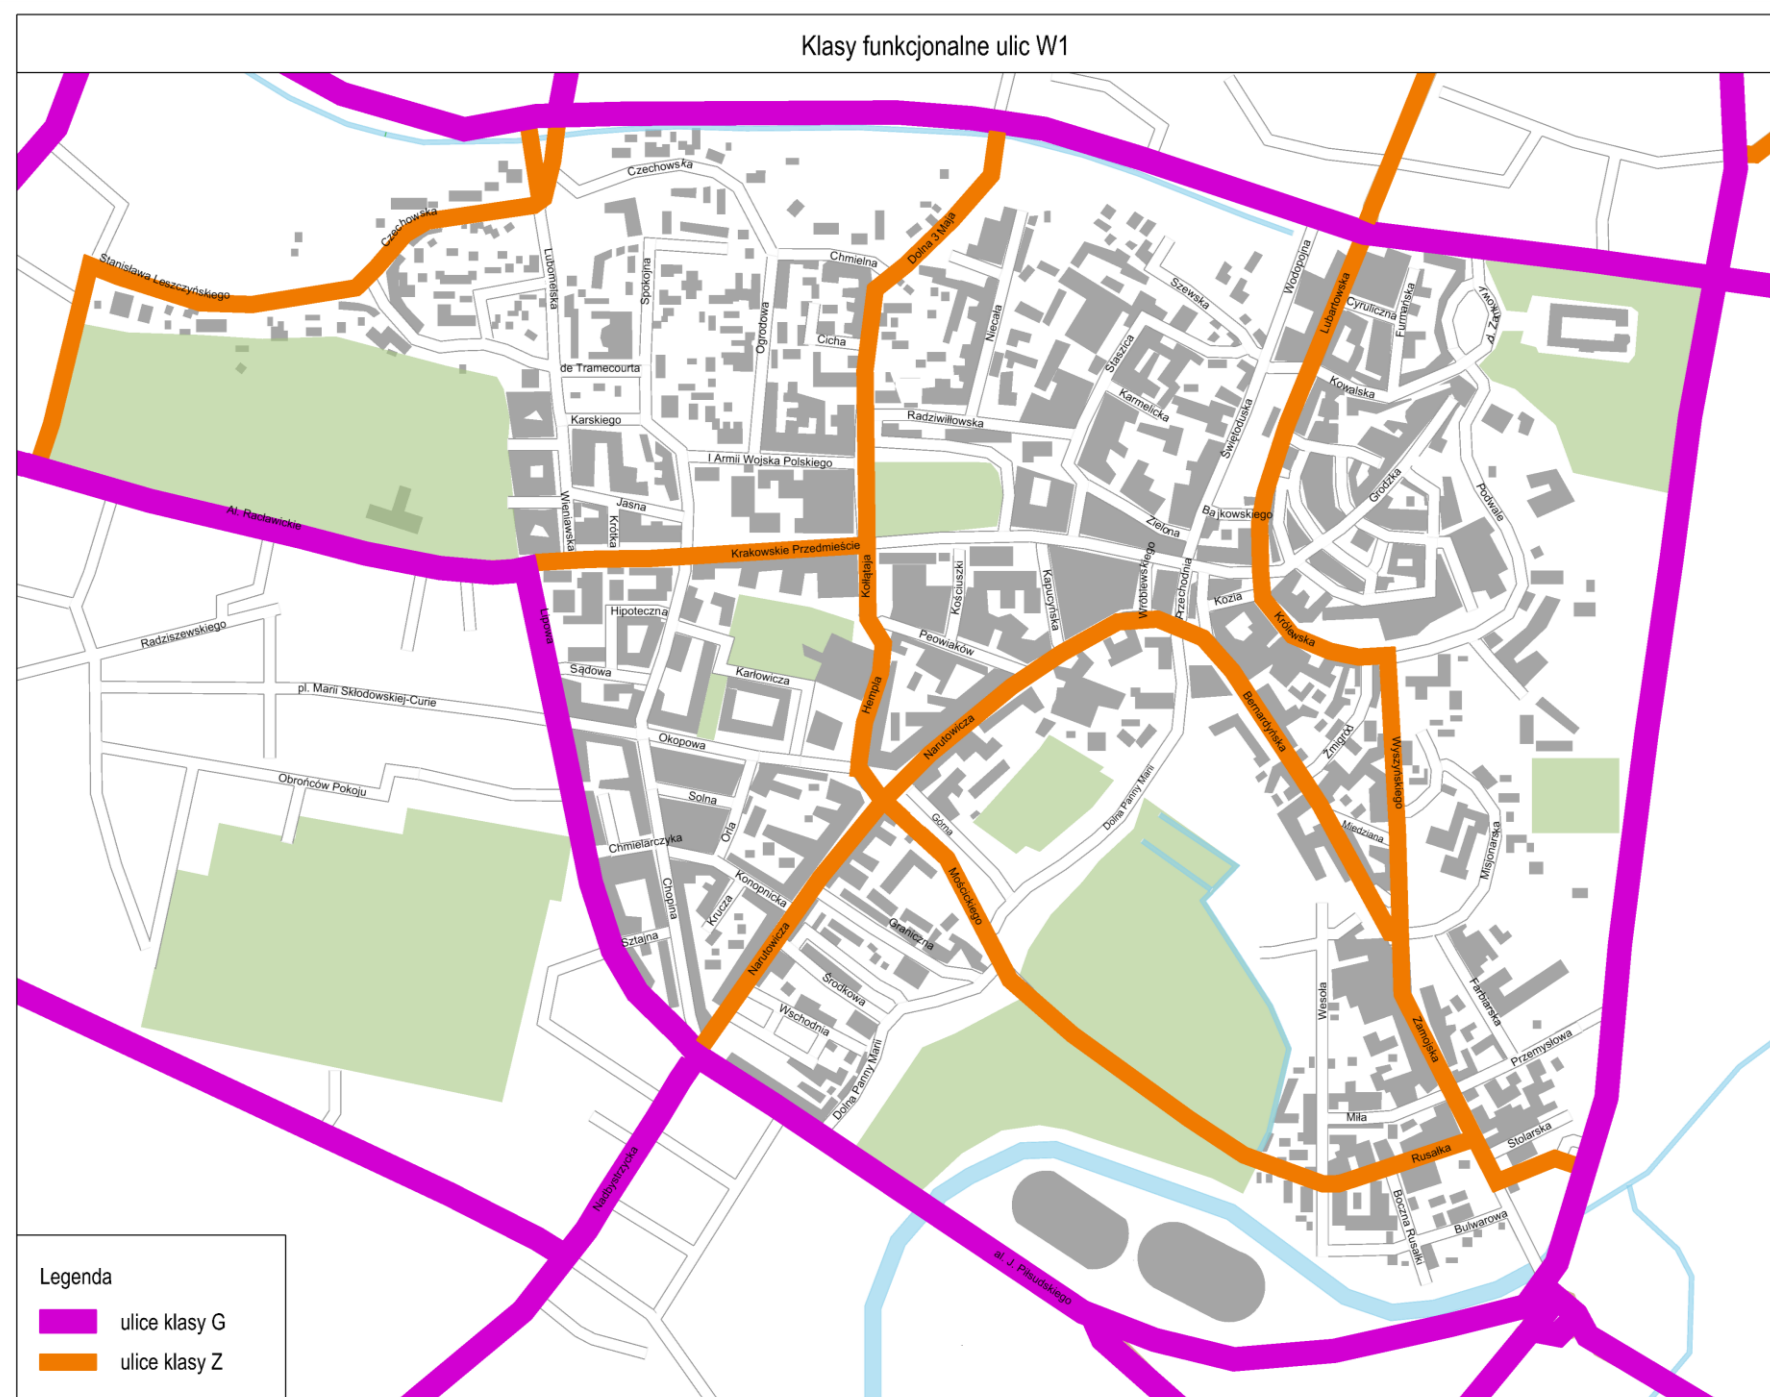 Klasy funkcjonalne ulic W1
Czechowska
Czechowska
Stanisława Leszczyńskiego
Lubomelska
Spokojna
Ogrodowa
Chmielna
Dolna 3 Maja
Cicha
Niecała
Szewska
Wodopojna
Lubartowska
Cyruliczna
Furmańska
pl. Zamkowy
Staszica
Karmelicka
Kowalska
de Tramecourta
Karskiego
Radziwiłłowska
Świętoduska
I Armii Wojska Polskiego
Grodzka
Podwale
Jasna
Krótka
Wieniawska
Al. Racławickie
Zielona
Bajkowskiego
Krakowskie Przedmieście
Kołłątaja
Kościuszki
Kapucyńska
Wróblewskiego
Przechodnia
Kozia
Królewska
Radziszewskiego
Lipowa
Hipoteczna
Peowiaków
Sądowa
Karłowicza
Hempla
pl. Marii Skłodowskiej-Curie
Okopowa
Narutowicza
Bernardyńska
Żmigród
Wyszyńskiego
Obrońców Pokoju
Solna
Orla
Górna
Dolna Panny Marii
Miedziana
Misjonarska
Chmielarczyka
Konopnicka
Krucza
Chopina
Mościckiego
Graniczna
Sztajna
Narutowicza
Środkowa
Wschodnia
Wesoła
Farbiarska
Zamojska
Przemysłowa
Dolna Panny Marii
Miła
Stolarska
Rusałka
Nadbystrzycka
Boczna Rusałki
Bulwarowa
al. J. Piłsudskiego
Legenda
ulice klasy G
ulice klasy Z